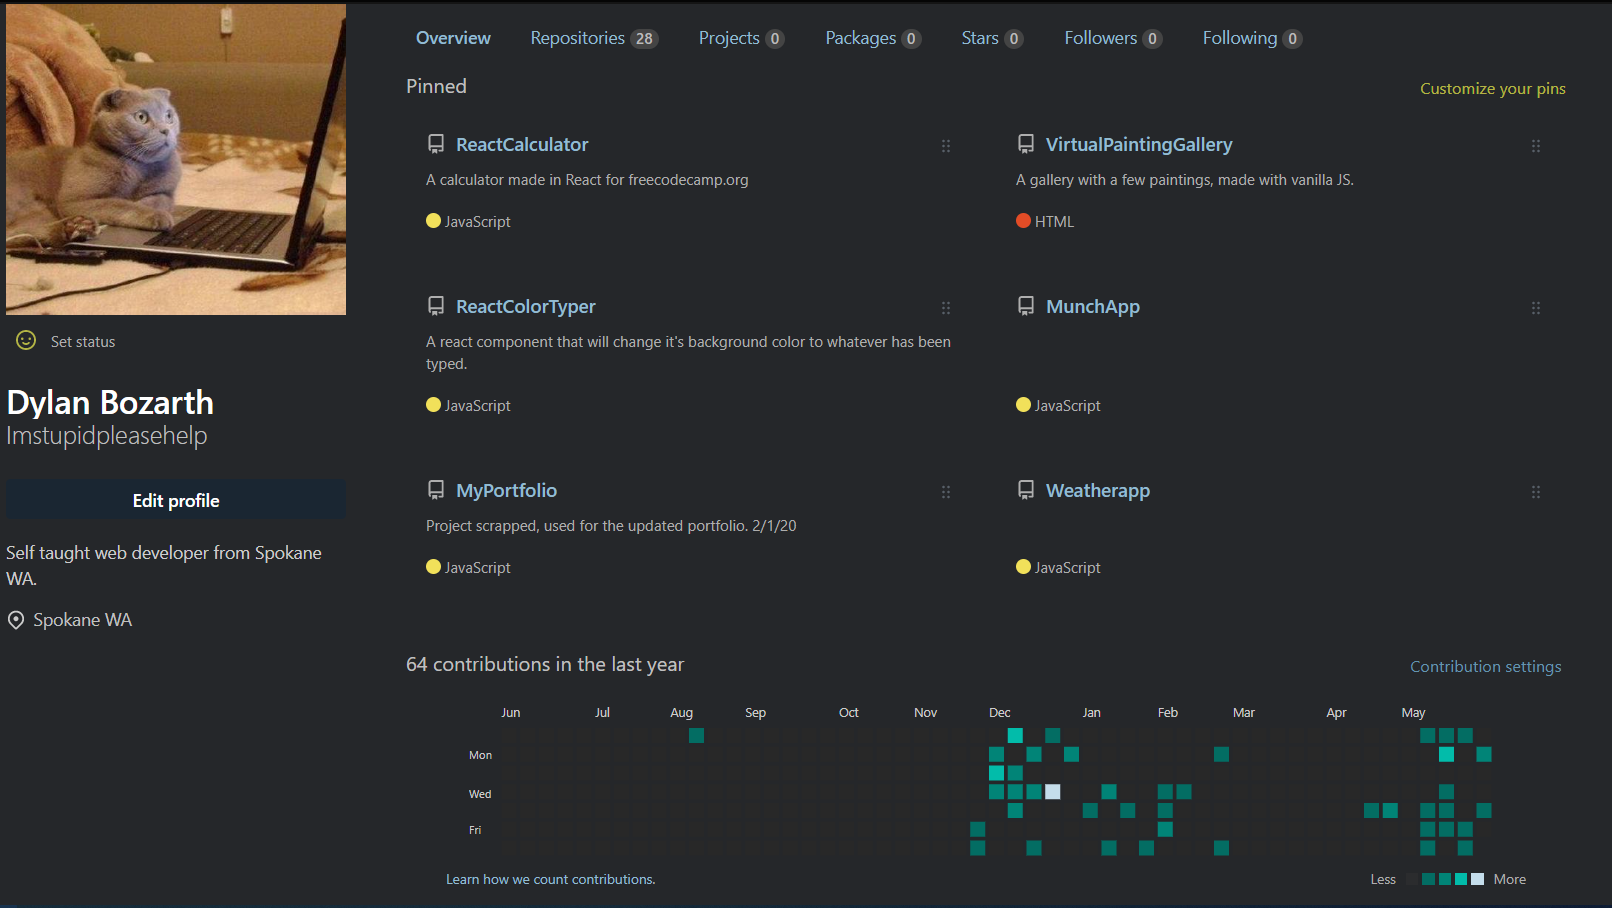 Overview Repositories 28 Projects 0 Packages 0 Stars 0 Followers 0 Following 0
Pinned
Customize your pins
ReactCalculator
A calculator made in React for freecodecamp.org
JavaScript
VirtualPaintingGallery
A gallery with a few paintings, made with vanilla JS.
HTML
ReactColorTyper
A react component that will change it's background color to whatever has been
typed.
JavaScript
MunchApp
JavaScript
MyPortfolio
Project scrapped, used for the updated portfolio. 2/1/20
JavaScript
Weatherapp
JavaScript
Set status
Dylan Bozarth
Imstupidpleasehelp
Edit profile
Self taught web developer from Spokane
WA.
Spokane WA
64 contributions in the last year
Contribution settings
Jun Jul Aug Sep Oct Nov Dec Jan Feb Mar Apr May
Mon
Wed
Fri
Learn how we count contributions.
Less More